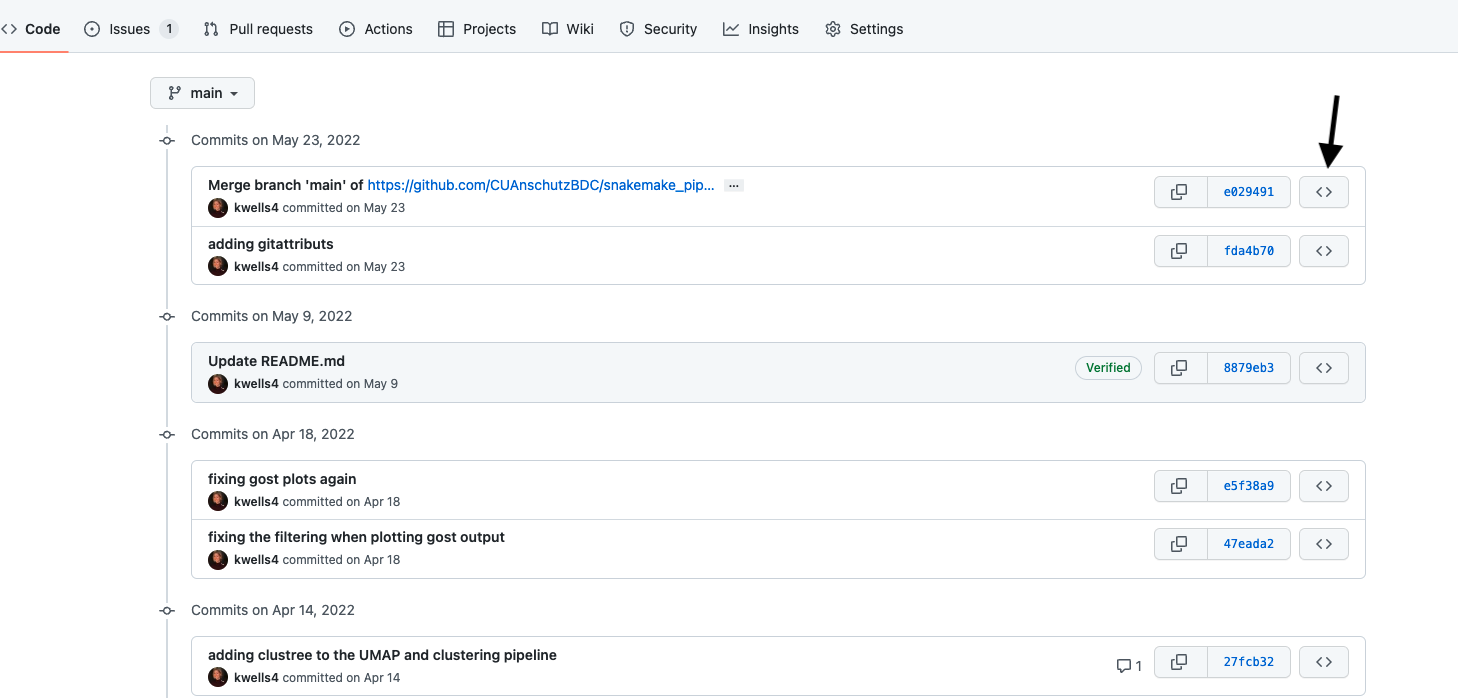 <> Code Issues 1 Pull requests Actions Projects Wiki Security Insights Settings
main
Commits on May 23, 2022
Merge branch 'main' of https://github.com/CUAnschutzBDC/snakemake_pip... ...
kwells4 committed on May 23
e029491 <>
adding gitattributs
kwells4 committed on May 23
fda4b70 <>
Commits on May 9, 2022
Update README.md
kwells4 committed on May 9
Verified 8879eb3 <>
Commits on Apr 18, 2022
fixing gost plots again
kwells4 committed on Apr 18
e5f38a9 <>
fixing the filtering when plotting gost output
kwells4 committed on Apr 18
47eada2 <>
Commits on Apr 14, 2022
adding clustree to the UMAP and clustering pipeline
kwells4 committed on Apr 14
1 27fcb32 <>